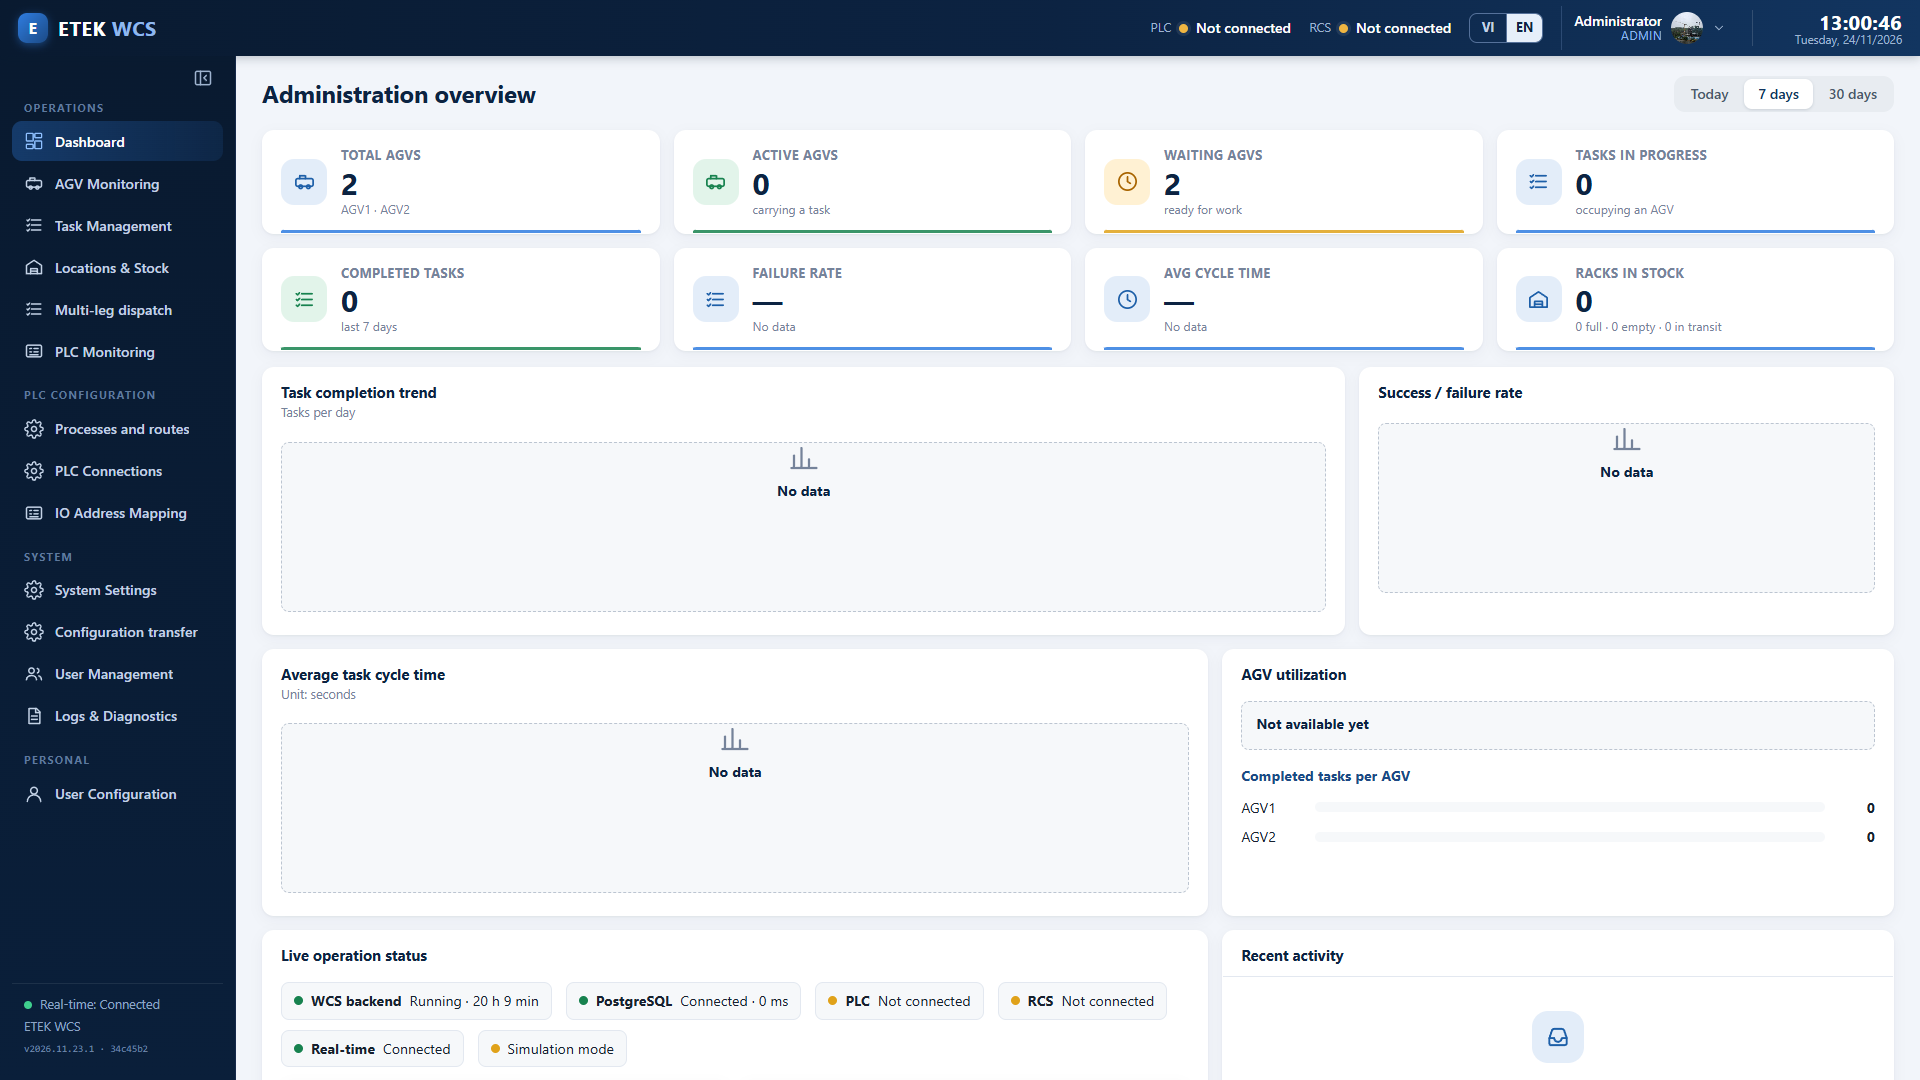 E ETEK WCS
PLC Not connected RCS Not connected VI EN Administrator ADMIN 13:00:46 Tuesday, 24/11/2026
OPERATIONS
Dashboard
AGV Monitoring
Task Management
Locations & Stock
Multi-leg dispatch
PLC Monitoring
PLC CONFIGURATION
Processes and routes
PLC Connections
IO Address Mapping
SYSTEM
System Settings
Configuration transfer
User Management
Logs & Diagnostics
PERSONAL
User Configuration
Real-time: Connected
ETEK WCS
v2026.11.23.1 · 34c45b2
Administration overview
Today 7 days 30 days
TOTAL AGVS
2
AGV1 · AGV2
ACTIVE AGVS
0
carrying a task
WAITING AGVS
2
ready for work
TASKS IN PROGRESS
0
occupying an AGV
COMPLETED TASKS
0
last 7 days
FAILURE RATE
—
No data
AVG CYCLE TIME
—
No data
RACKS IN STOCK
0
0 full · 0 empty · 0 in transit
Task completion trend
Tasks per day
No data
Success / failure rate
No data
Average task cycle time
Unit: seconds
No data
AGV utilization
Not available yet
Completed tasks per AGV
AGV1 0
AGV2 0
Live operation status
WCS backend Running · 20 h 9 min
PostgreSQL Connected · 0 ms
PLC Not connected
RCS Not connected
Real-time Connected
Simulation mode
Recent activity